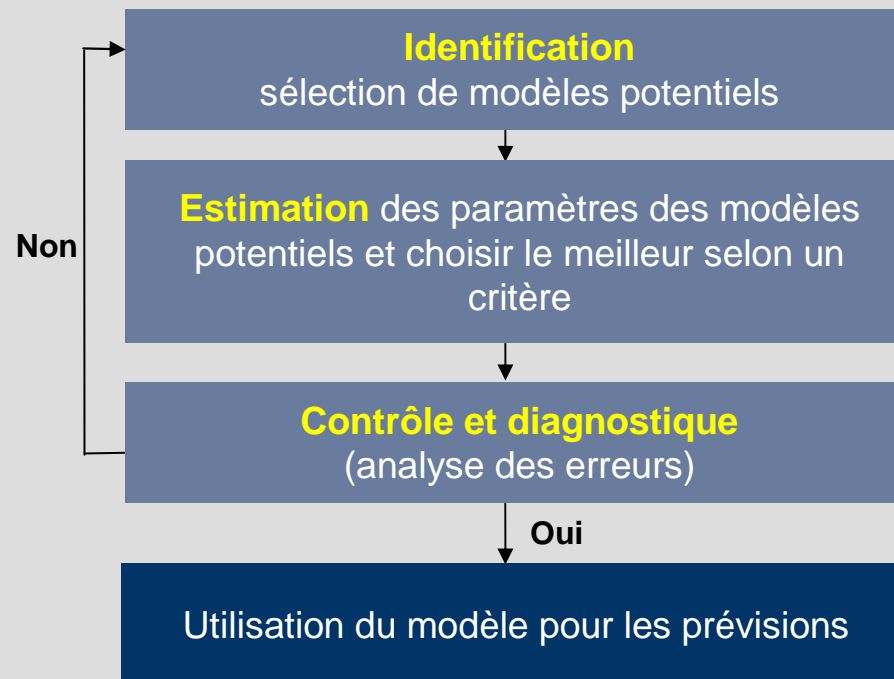 Identification
sélection de modèles potentiels
Estimation des paramètres des modèles
potentiels et choisir le meilleur selon un
critère
Non
Contrôle et diagnostique
(analyse des erreurs)
Oui
Utilisation du modèle pour les prévisions